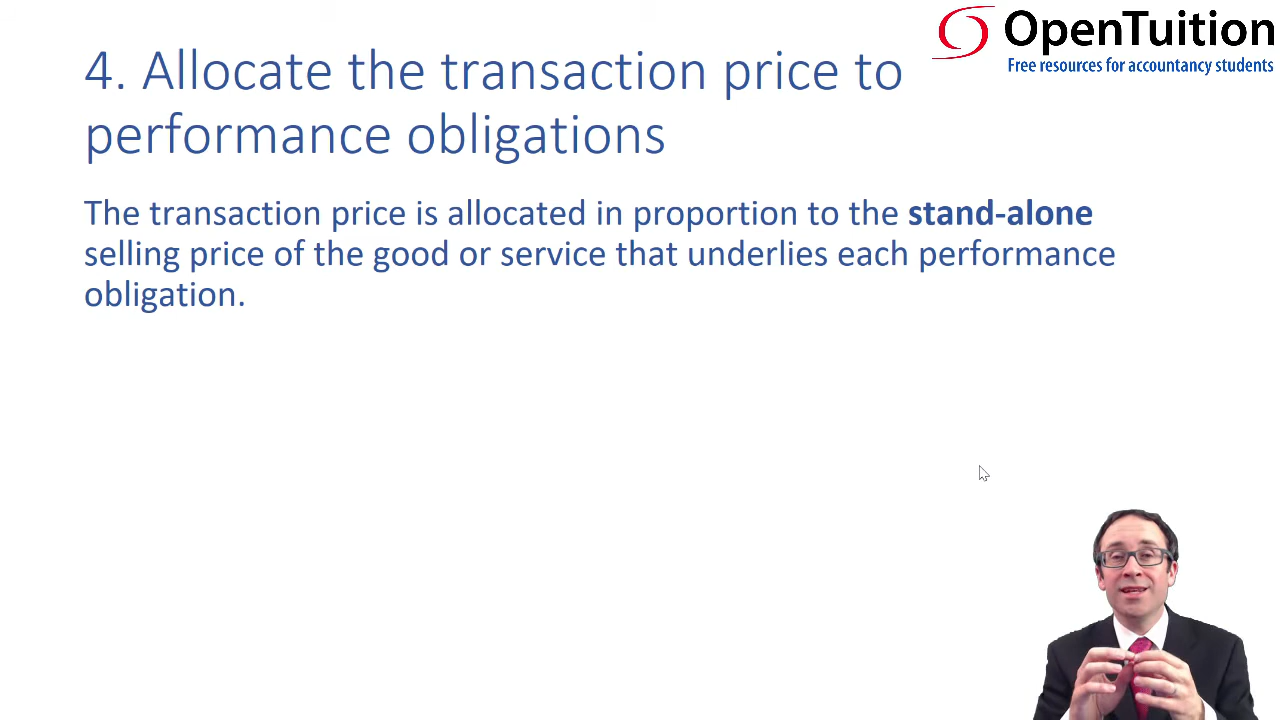 OpenTuition
Free resources for accountancy students
4. Allocate the transaction price to
performance obligations
The transaction price is allocated in proportion to the stand-alone
selling price of the good or service that underlies each performance
obligation.